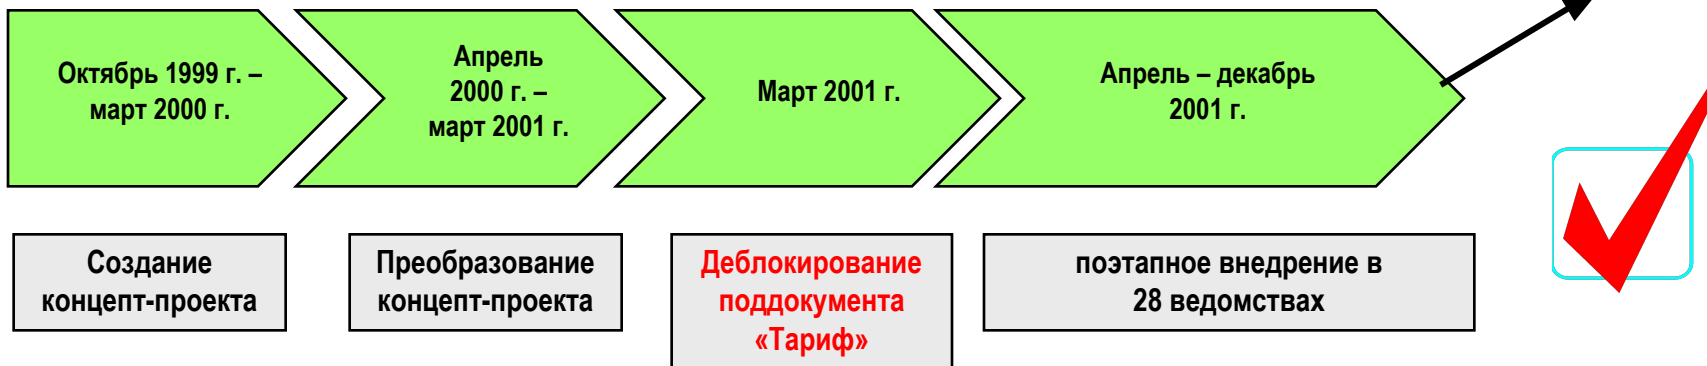 Октябрь 1999 г. –
март 2000 г.
Апрель
2000 г. –
март 2001 г.
Март 2001 г.
Апрель – декабрь
2001 г.
Создание
концепт-проекта
Преобразование
концепт-проекта
Деблокирование
поддокумента
«Тариф»
поэтапное внедрение в
28 ведомствах